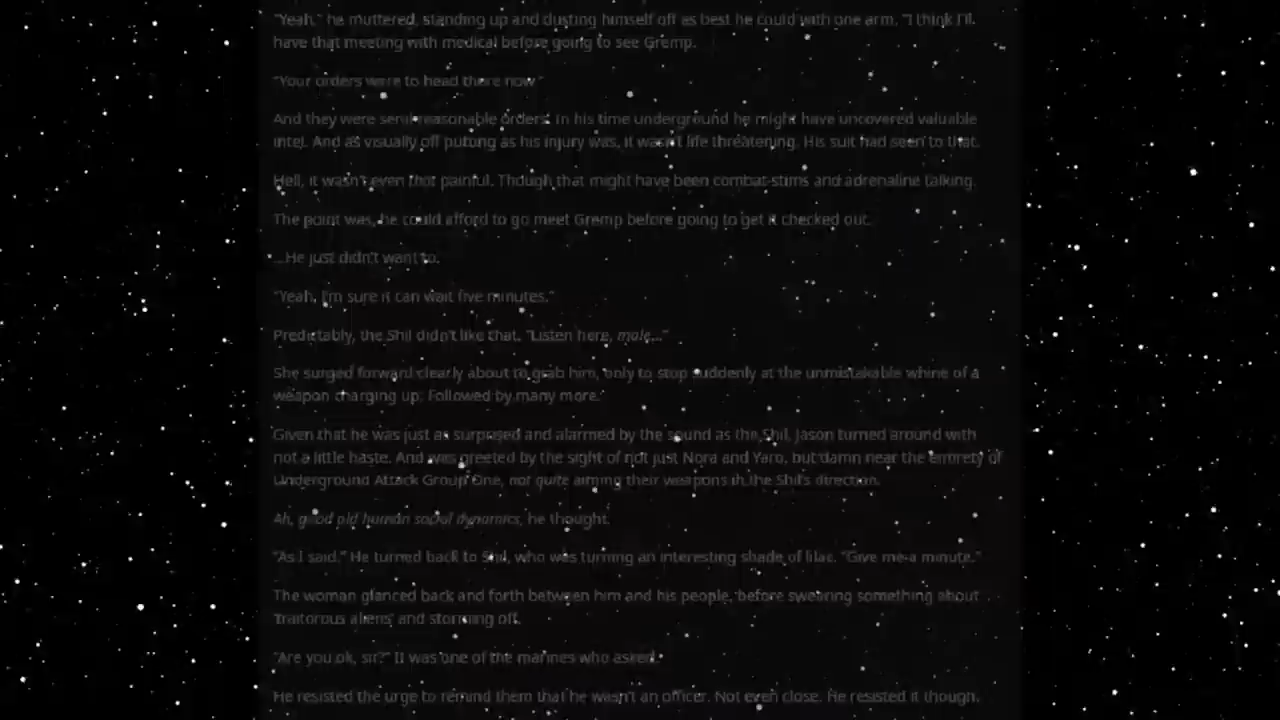 "Yeah," he muttered, standing up and dusting himself off as best he could with one arm. "I think I'll
have that meeting with medical before going to see Gremp.
"Your orders were to head there now."
And they were semi-reasonable orders. In his time underground he might have uncovered valuable
intel. And as visually off putting as his injury was, it wasn't life threatening. His suit had seen to that.
Hell, it wasn't even that painful. Though that might have been combat-stims and adrenaline talking.
The point was, he could afford to go meet Gremp before going to get it checked out.
…He just didn't want to.
"Yeah, I'm sure it can wait five minutes."
Predictably, the Shil didn't like that. "Listen here, male…"
She surged forward clearly about to grab him, only to stop suddenly at the unmistakable whine of a
weapon charging up. Followed by many more.
Given that he was just as surprised and alarmed by the sound as the Shil, Jason turned around with
not a little haste. And was greeted by the sight of not just Nora and Yaro, but damn near the entirety of
Underground Attack Group One, not quite aiming their weapons in the Shil's direction.
Ah, good old human social dynamics, he thought.
"As I said." He turned back to Shil, who was turning an interesting shade of lilac. "Give me a minute."
The woman glanced back and forth between him and his people, before swearing something about
'traitorous aliens' and storming off.
"Are you ok, sir?" It was one of the marines who asked.
He resisted the urge to remind them that he wasn't an officer. Not even close. He resisted it though.